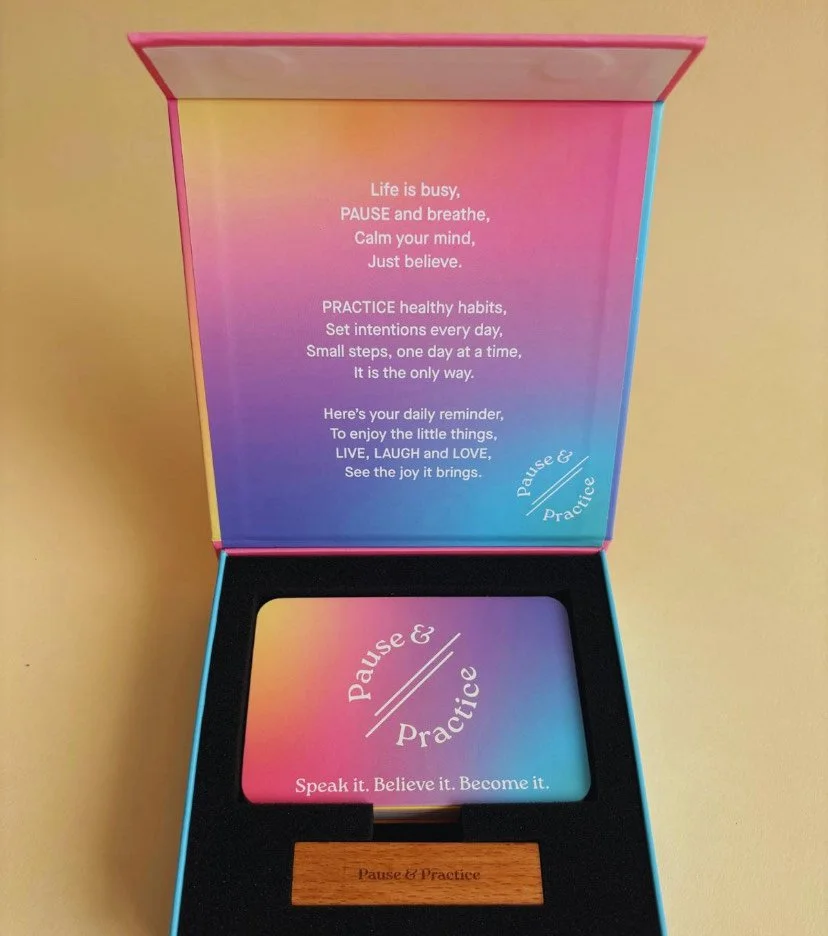 Life is busy,
PAUSE and breathe,
Calm your mind,
Just believe.
PRACTICE healthy habits,
Set intentions every day,
Small steps, one day at a time,
It is the only way.
Here's your daily reminder,
To enjoy the little things,
LIVE, LAUGH and LOVE,
See the joy it brings.
Pause &
Practice
Pause &
Practice
Speak it. Believe it. Become it.
Pause & Practice